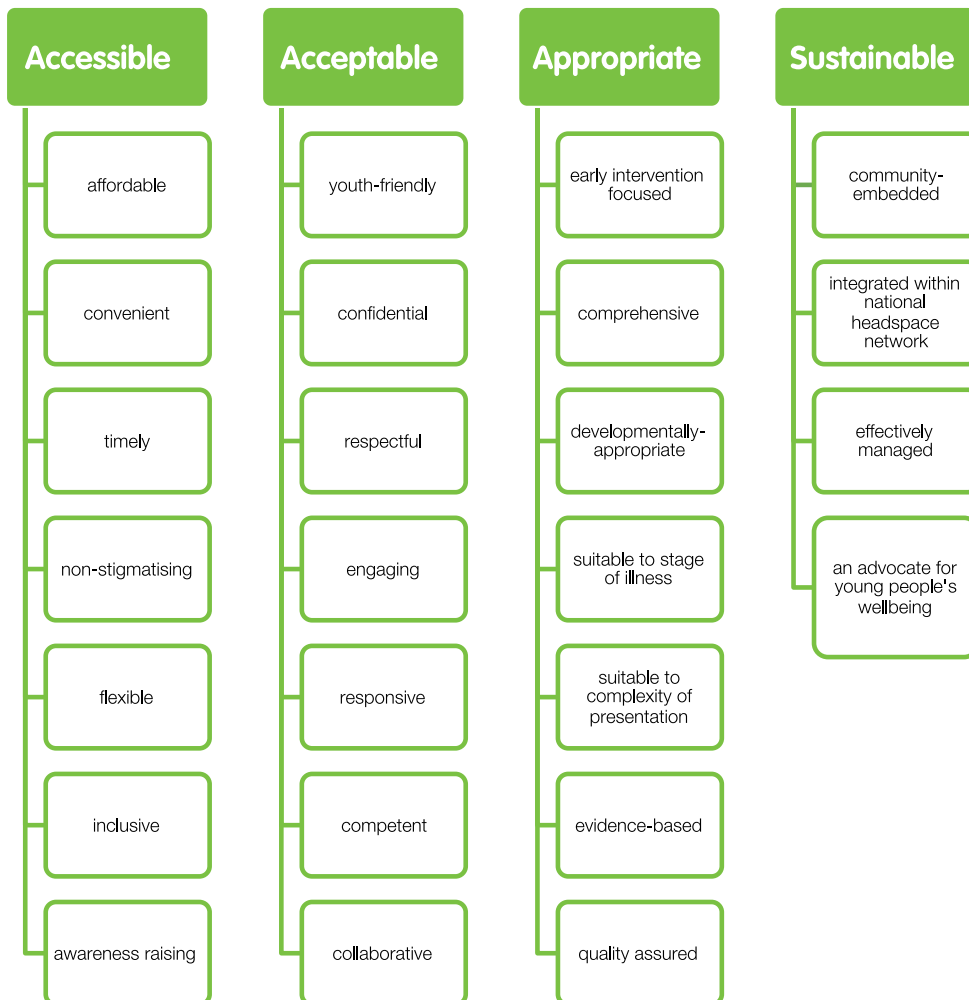 Accessible
affordable
convenient
timely
non-stigmatising
flexible
inclusive
awareness raising
Acceptable
youth-friendly
confidential
respectful
engaging
responsive
competent
collaborative
Appropriate
early intervention
focused
comprehensive
developmentally-
appropriate
suitable to stage
of illness
suitable to
complexity of
presentation
evidence-based
quality assured
Sustainable
community-
embedded
integrated within
national
headspace
network
effectively
managed
an advocate for
young people's
wellbeing